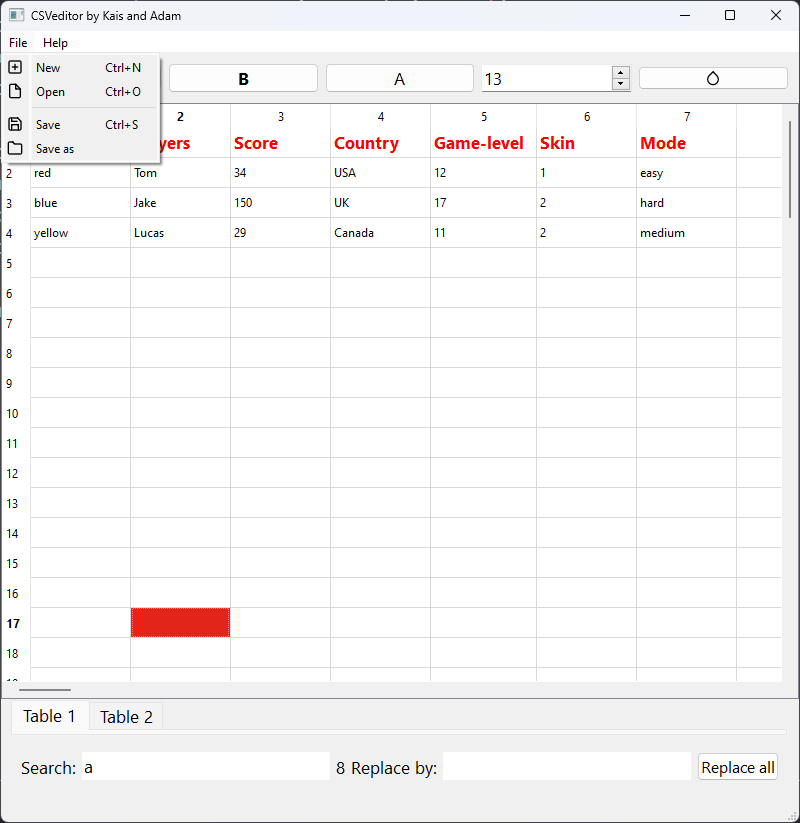 CSVeditor by Kais and Adam
File Help
New Ctrl+N
Open Ctrl+O
Save Ctrl+S
Save as
B A 13
2 3 4 5 6 7
yers Score Country Game-level Skin Mode
2 red Tom 34 USA 12 1 easy
3 blue Jake 150 UK 17 2 hard
4 yellow Lucas 29 Canada 11 2 medium
5
6
7
8
9
10
11
12
13
14
15
16
17
18
Table 1 Table 2
Search: a 8 Replace by: Replace all